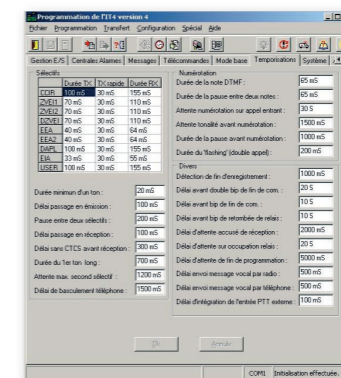 Programmation de l'IT4 version 4
Fichier Programmation Transfert Configuration Spécial Aide
Gestion E/S Centrales Alarmes Messages Télécommandes Mode base Temporisations Système
Sélectifs
Durée TX TX rapide Durée RX
CCIR 100 mS 30 mS 155 mS
ZVEI1 70 mS 30 mS 110 mS
ZVEI2 70 mS 30 mS 110 mS
DZVEI 70 mS 30 mS 110 mS
EEA 40 mS 30 mS 64 mS
EEA2 40 mS 30 mS 64 mS
DAPL 100 mS 30 mS 155 mS
EIA 33 mS 30 mS 55 mS
USER 100 mS 30 mS 155 mS
Durée minimun d'un ton : 20 mS
Délai passage en émission : 100 mS
Pause entre deux sélectifs : 200 mS
Délai passage en réception : 100 mS
Délai sans CTCS avant réception : 300 mS
Durée du 1er ton long : 700 mS
Attente max. second sélectif : 1200 mS
Délai de basculement téléphone : 1500 mS
Numérotation
Durée de la note DTMF : 65 mS
Durée de la pause entre deux notes : 65 mS
Attente numérotation sur appel entrant : 30 S
Attente tonalité avant numérotation : 1500 mS
Durée de la pause avant numérotation : 1000 mS
Durée du "flashing" (double appel) : 200 mS
Divers
Détection de fin d'enregistement : 1000 mS
Délai avant double bip de fin de com. : 20 S
Délai avant bip de fin de com. : 10 S
Délai avant bip de retombée de relais : 10 S
Délai d'attente accusé de réception : 2000 mS
Délai d'attente sur occupation relais : 20 S
Délai d'attente de fin de programmation : 5000 mS
Délai envoi message vocal par radio : 500 mS
Délai envoi message vocal par téléphone : 500 mS
Délai d'intégration de l'entrée PTT externe : 100 mS
Ok Annule
COM1 Initialisation effectuée.